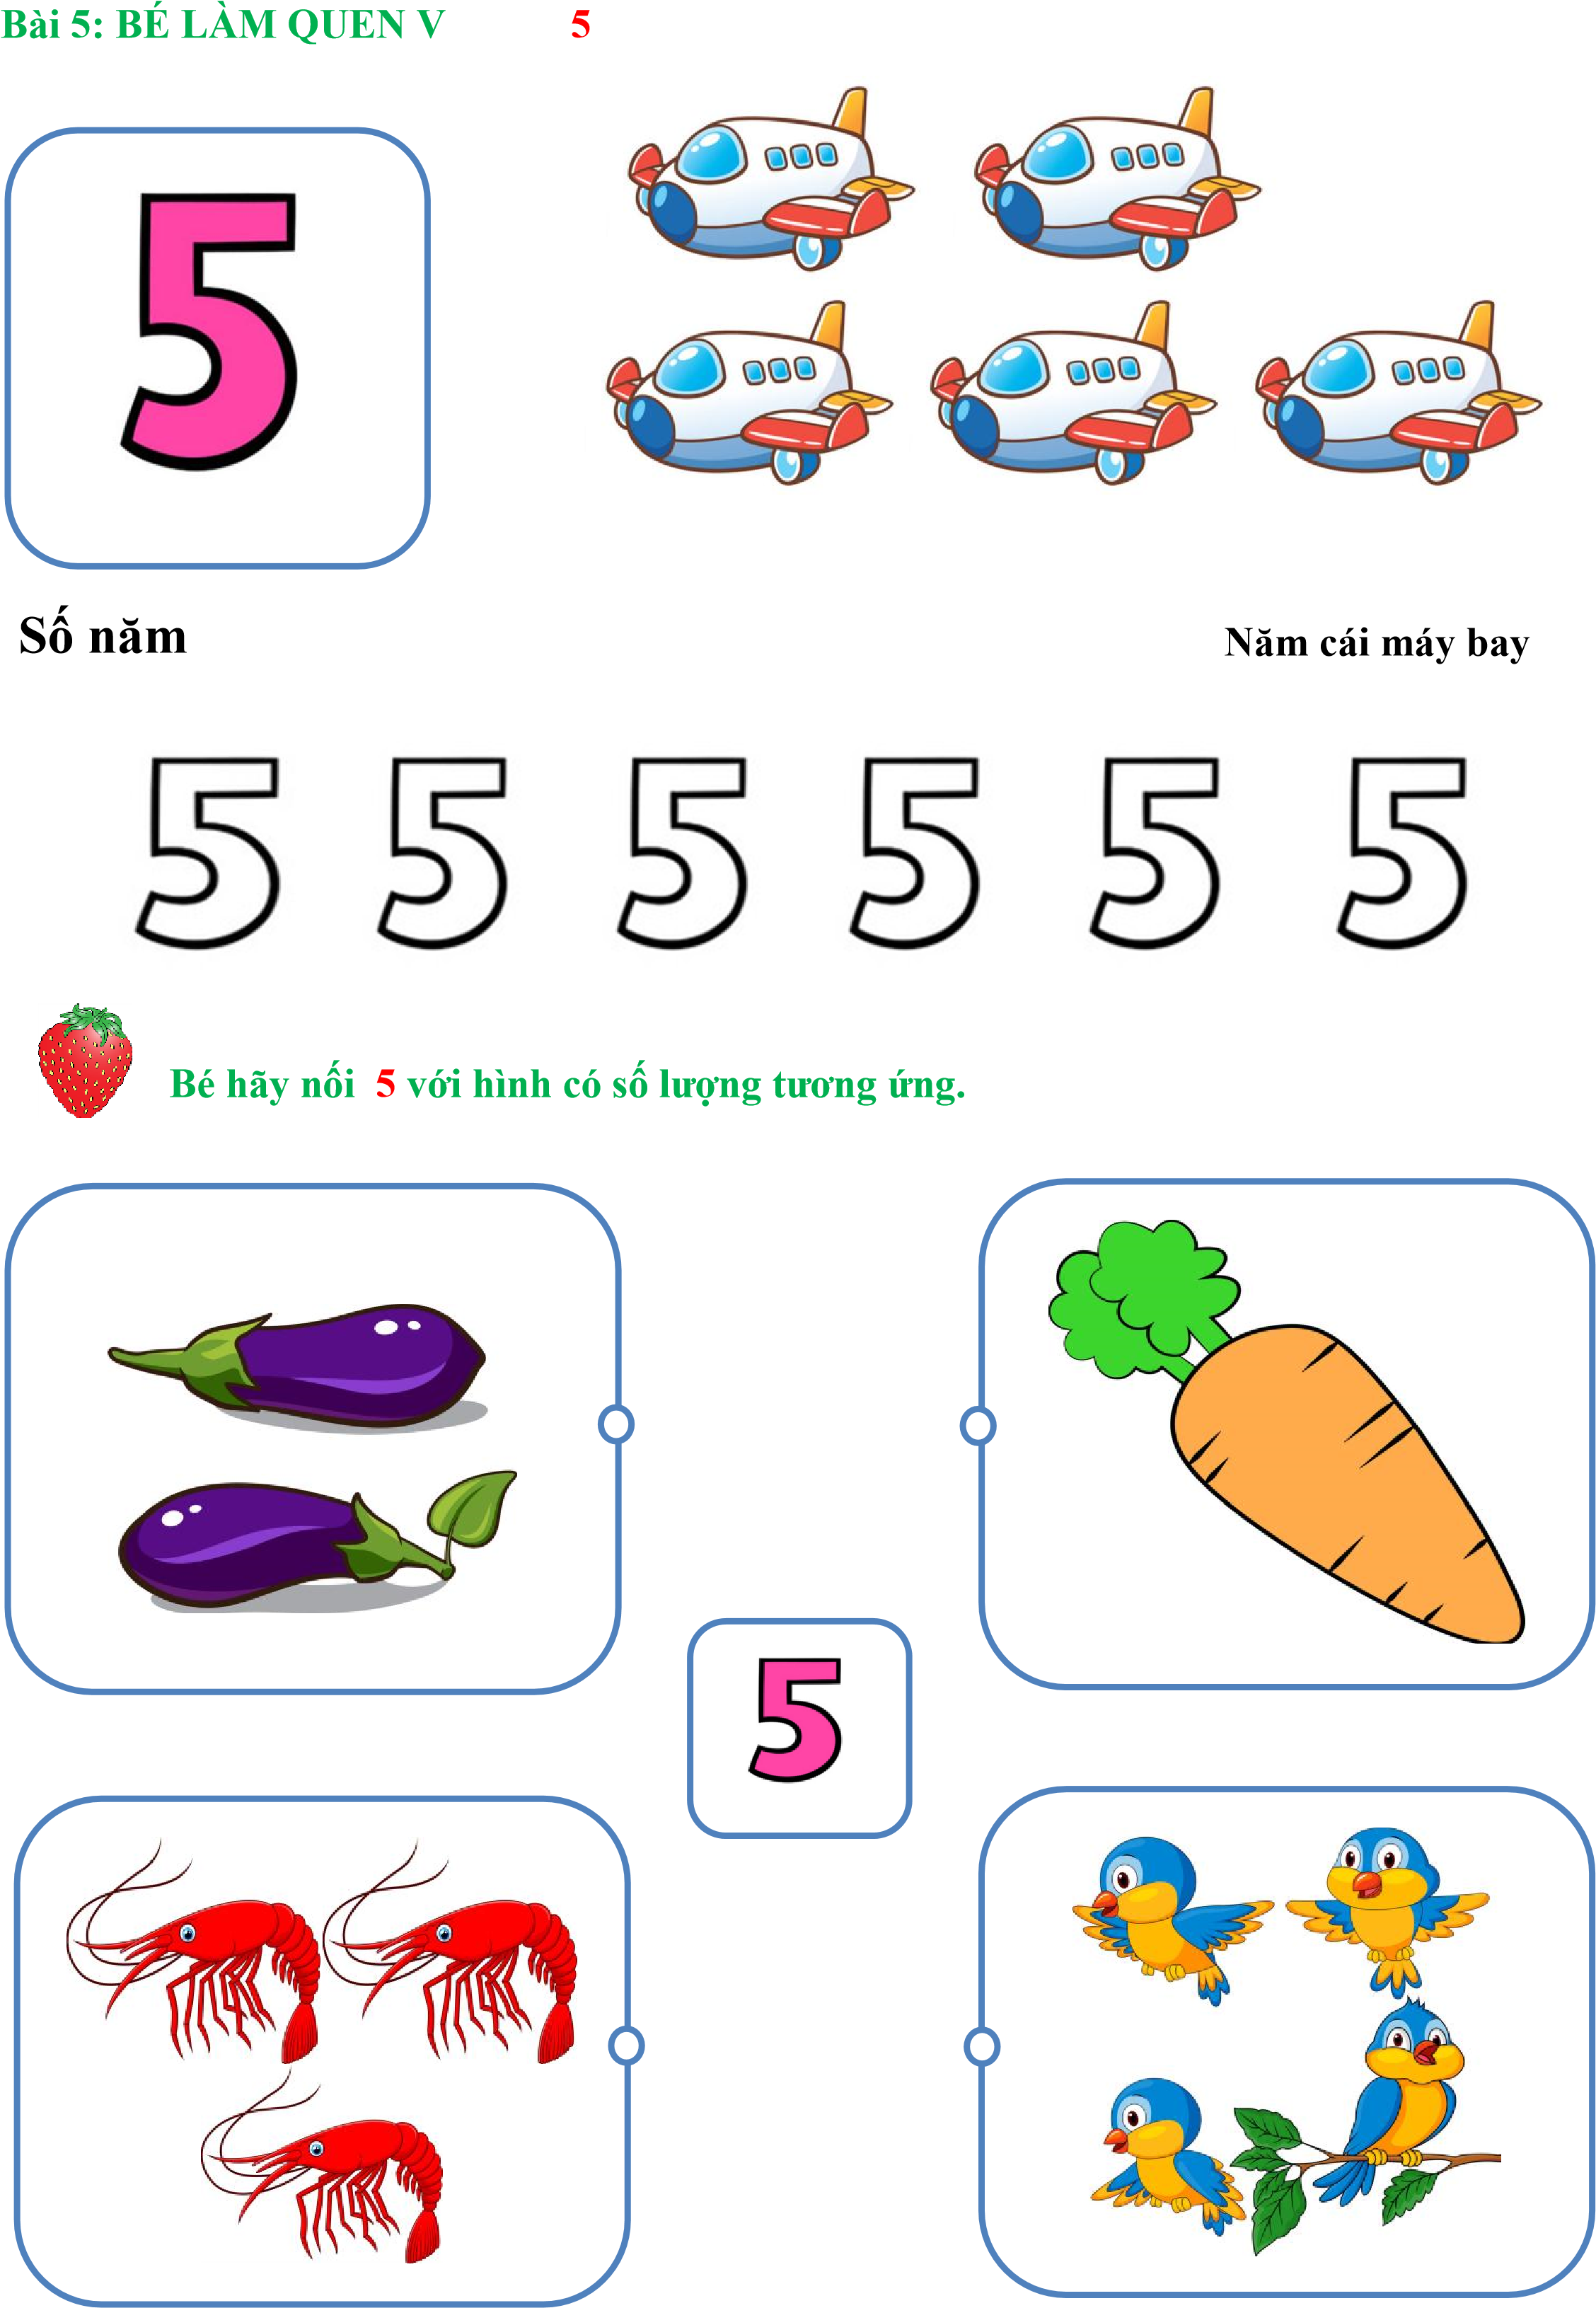 Bài 5: BÉ LÀM QUEN V 5
5
Số năm
Năm cái máy bay
5 5 5 5 5 5
Bé hãy nối 5 với hình có số lượng tương ứng.
5